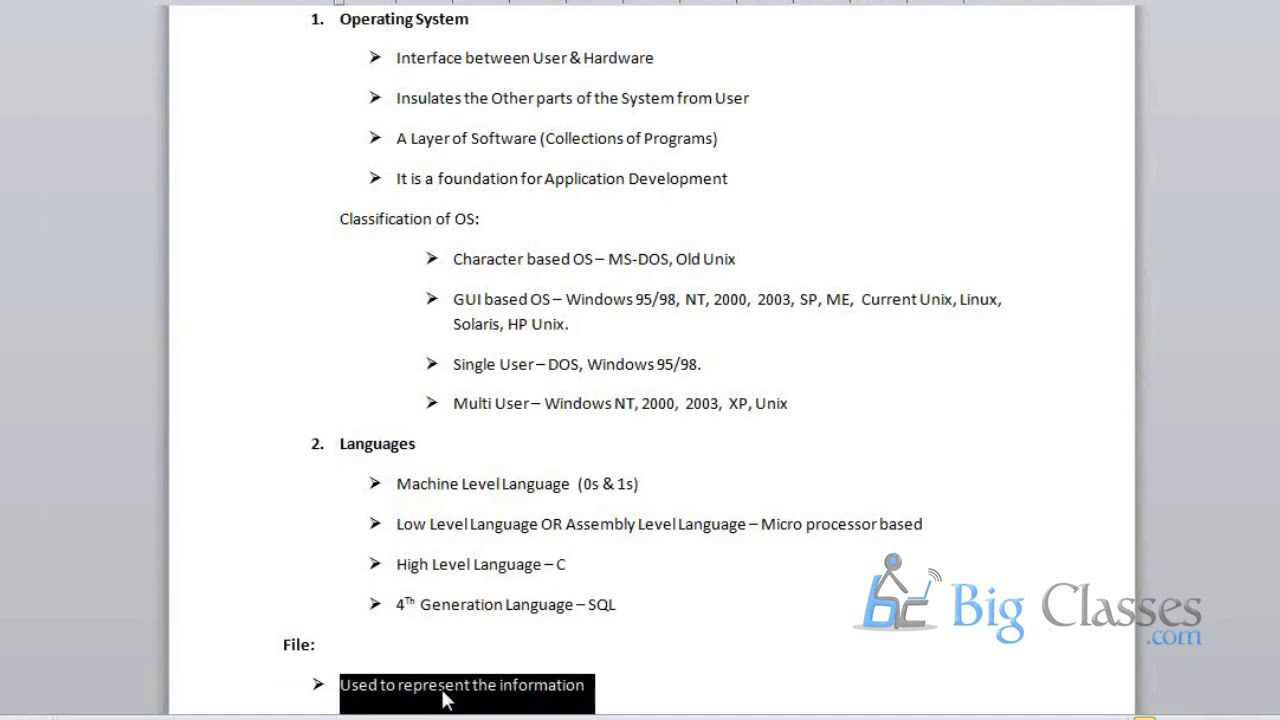 1. Operating System
Interface between User & Hardware
Insulates the Other parts of the System from User
A Layer of Software (Collections of Programs)
It is a foundation for Application Development
Classification of OS:
Character based OS – MS-DOS, Old Unix
GUI based OS – Windows 95/98, NT, 2000, 2003, SP, ME, Current Unix, Linux,
Solaris, HP Unix.
Single User – DOS, Windows 95/98.
Multi User – Windows NT, 2000, 2003, XP, Unix
2. Languages
Machine Level Language (0s & 1s)
Low Level Language OR Assembly Level Language – Micro processor based
High Level Language – C
4Th Generation Language – SQL
bc Big Classes
.com
File:
Used to represent the information